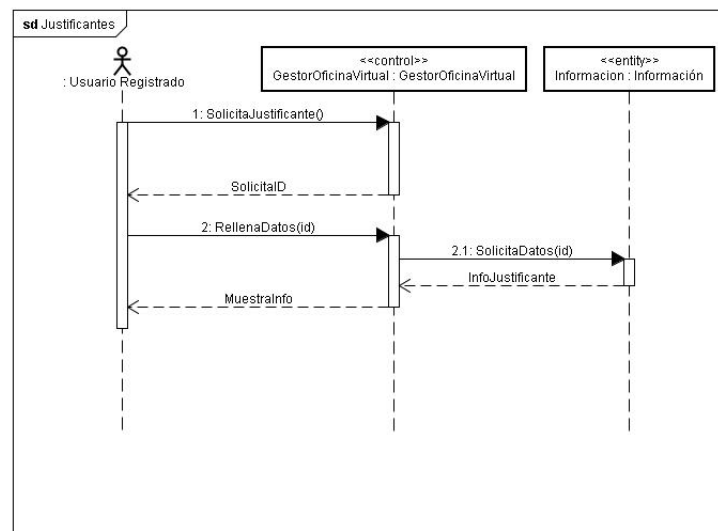 sd Justificantes
: Usuario Registrado
<<control>>
GestorOficinaVirtual : GestorOficinaVirtual
<<entity>>
Informacion : Información
1: SolicitaJustificante()
SolicitaID
2: RellenaDatos(id)
2.1: SolicitaDatos(id)
InfoJustificante
MuestraInfo